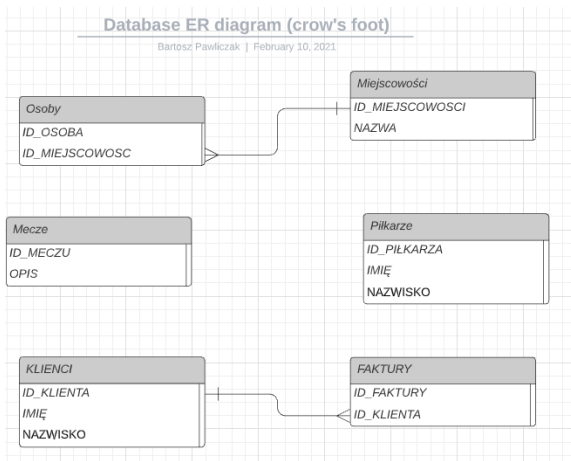 Database ER diagram (crow's foot)
Bartosz Pawliczak | February 10, 2021
Osoby
ID_OSOBA
ID_MIEJSCOWOSC
Miejscowości
ID_MIEJSCOWOSCI
NAZWA
Mecze
ID_MECZU
OPIS
Piłkarze
ID_PIŁKARZA
IMIĘ
NAZWISKO
KLIENCI
ID_KLIENTA
IMIĘ
NAZWISKO
FAKTURY
ID_FAKTURY
ID_KLIENTA